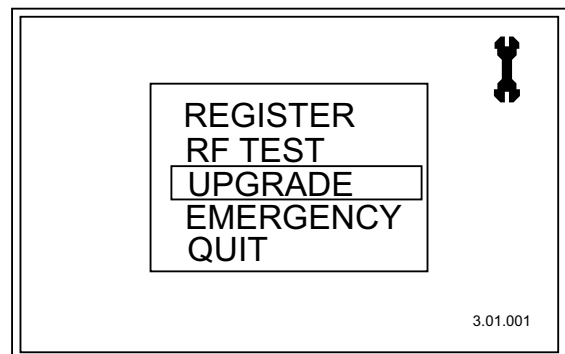 REGISTER
RF TEST
UPGRADE
EMERGENCY
QUIT
3.01.001